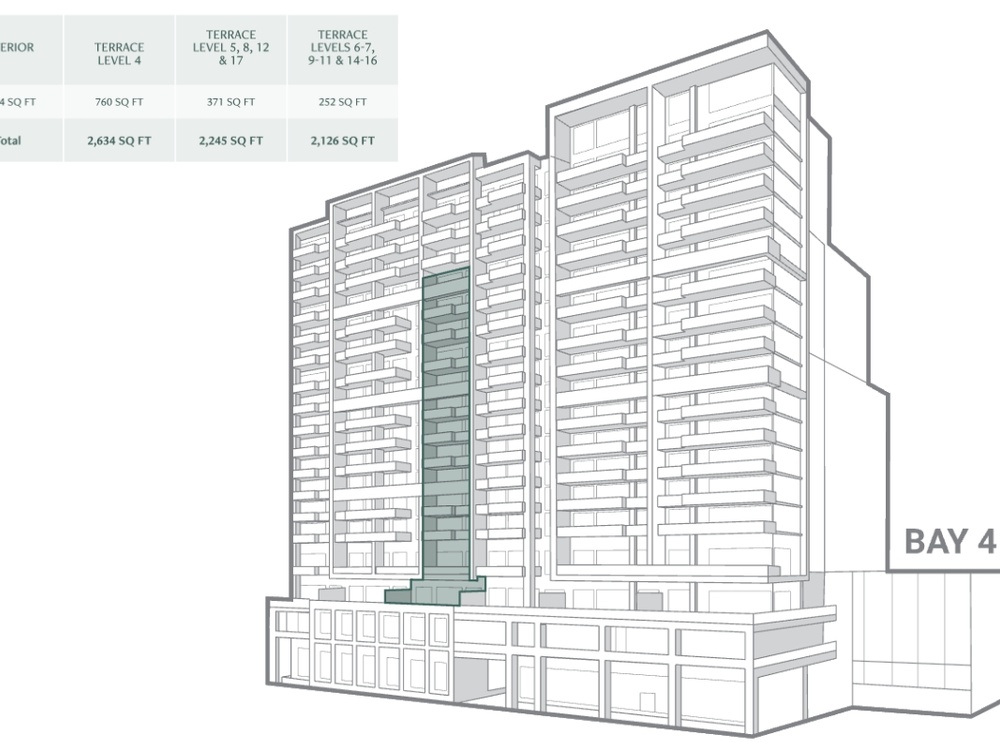 ERIOR
TERRACE
LEVEL 4
TERRACE
LEVEL 5, 8, 12
& 17
TERRACE
LEVELS 6-7,
9-11 & 14-16
4 SQ FT
760 SQ FT
371 SQ FT
252 SQ FT
otal
2,634 SQ FT
2,245 SQ FT
2,126 SQ FT
BAY 4